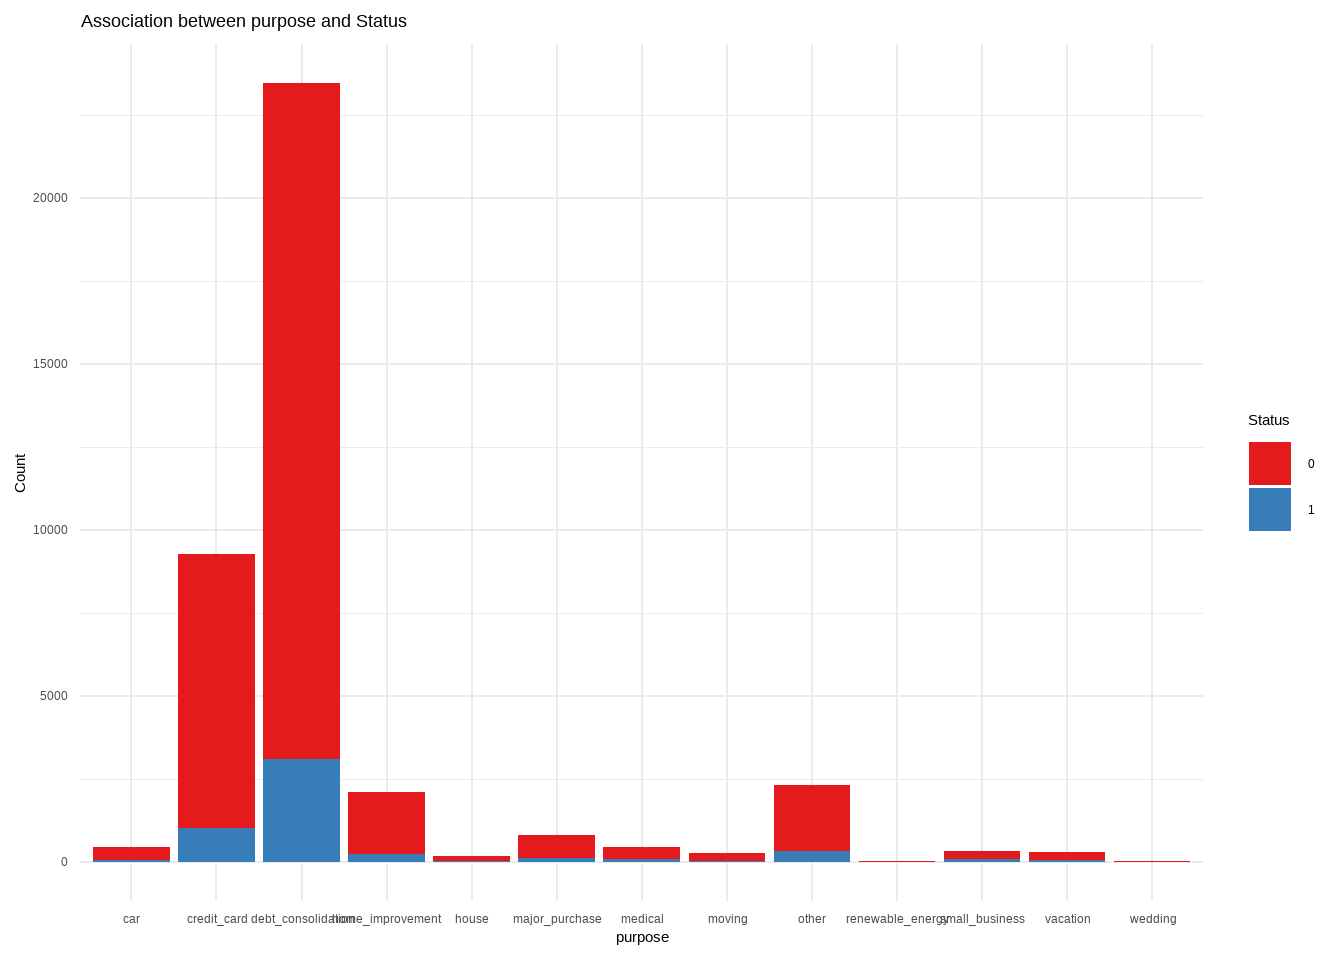 Association between purpose and Status
20000
15000
10000
5000
0
Count
car credit_card debt_consolidation home_improvement house major_purchase medical moving other renewable_energy small_business vacation wedding
purpose
Status
0
1